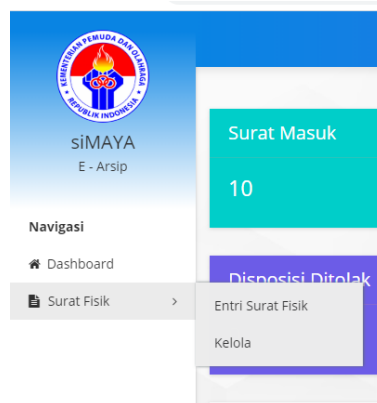 KEMENTERIAN PEMUDA DAN OLAHRAGA
REPUBLIK INDONESIA
siMAYA
E - Arsip
Navigasi
Dashboard
Surat Fisik
Surat Masuk
10
Disposisi Ditolak
Entri Surat Fisik
Kelola